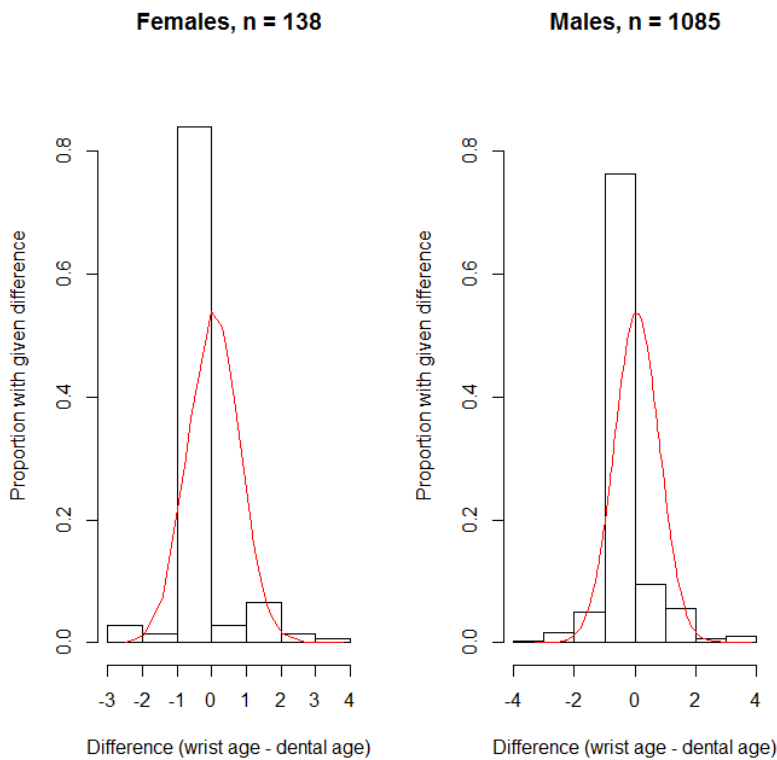 Females, n = 138
Proportion with given difference
0.8
0.6
0.4
0.2
0.0
-3 -2 -1 0 1 2 3 4
Difference (wrist age - dental age)
Males, n = 1085
Proportion with given difference
0.8
0.6
0.4
0.2
0.0
-4 -2 0 2 4
Difference (wrist age - dental age)